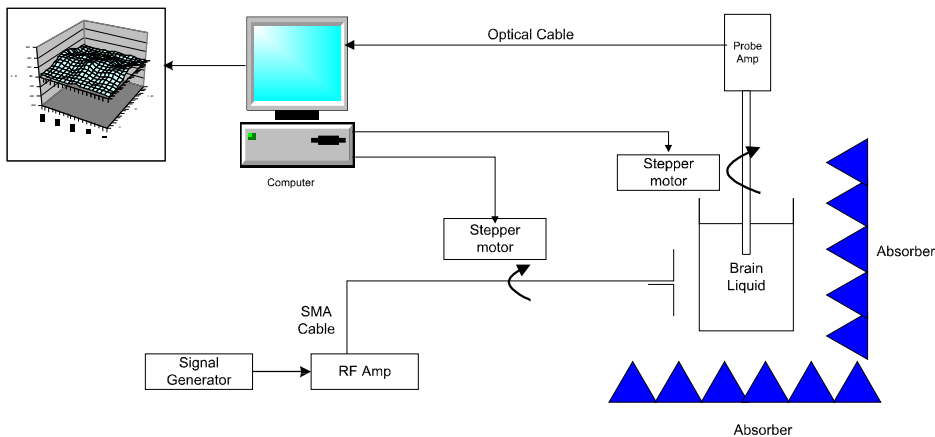 Optical Cable
Probe
Amp
Computer
Stepper
motor
Stepper
motor
Absorber
Brain
Liquid
SMA
Cable
Signal
Generator
RF Amp
Absorber